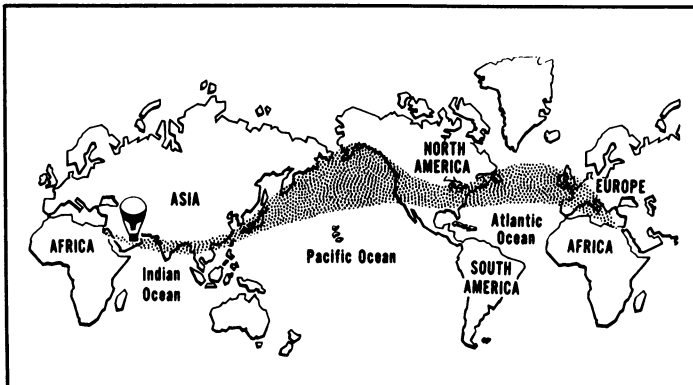 NORTH
AMERICA
ASIA
EUROPE
AFRICA
Indian
Ocean
Pacific Ocean
Atlantic
Ocean
AFRICA
SOUTH
AMERICA